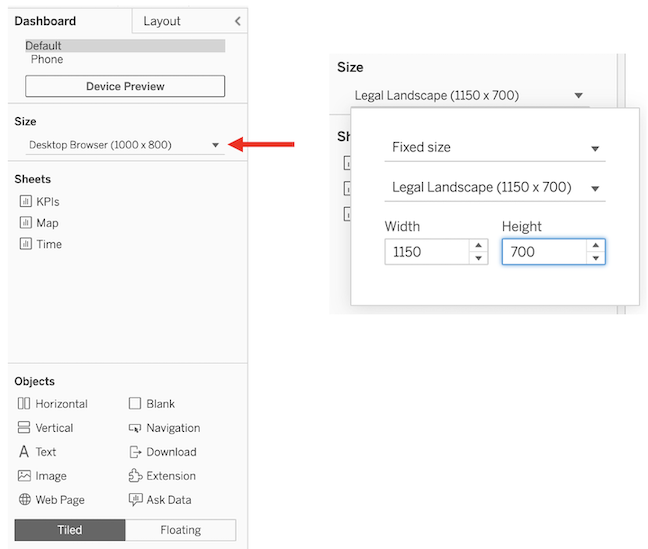 Dashboard Layout
Default
Phone
Device Preview
Size
Desktop Browser (1000 x 800)
Sheets
KPIs
Map
Time
Objects
Horizontal Blank
Vertical Navigation
Text Download
Image Extension
Web Page Ask Data
Tiled Floating
Size
Legal Landscape (1150 x 700)
Fixed size
Legal Landscape (1150 x 700)
Width Height
1150 700